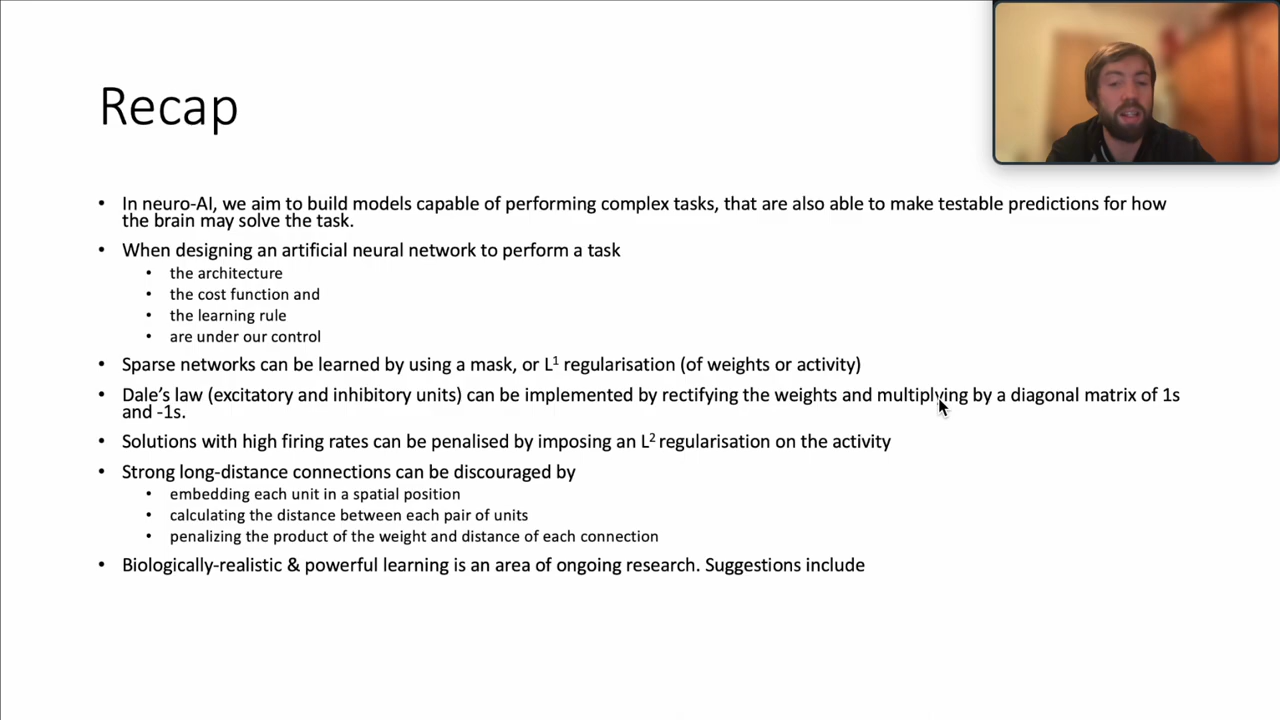 Recap
• In neuro-AI, we aim to build models capable of performing complex tasks, that are also able to make testable predictions for how
the brain may solve the task.
• When designing an artificial neural network to perform a task
• the architecture
• the cost function and
• the learning rule
• are under our control
• Sparse networks can be learned by using a mask, or L¹ regularisation (of weights or activity)
• Dale’s law (excitatory and inhibitory units) can be implemented by rectifying the weights and multiplying by a diagonal matrix of 1s
and -1s.
• Solutions with high firing rates can be penalised by imposing an L² regularisation on the activity
• Strong long-distance connections can be discouraged by
• embedding each unit in a spatial position
• calculating the distance between each pair of units
• penalizing the product of the weight and distance of each connection
• Biologically-realistic & powerful learning is an area of ongoing research. Suggestions include